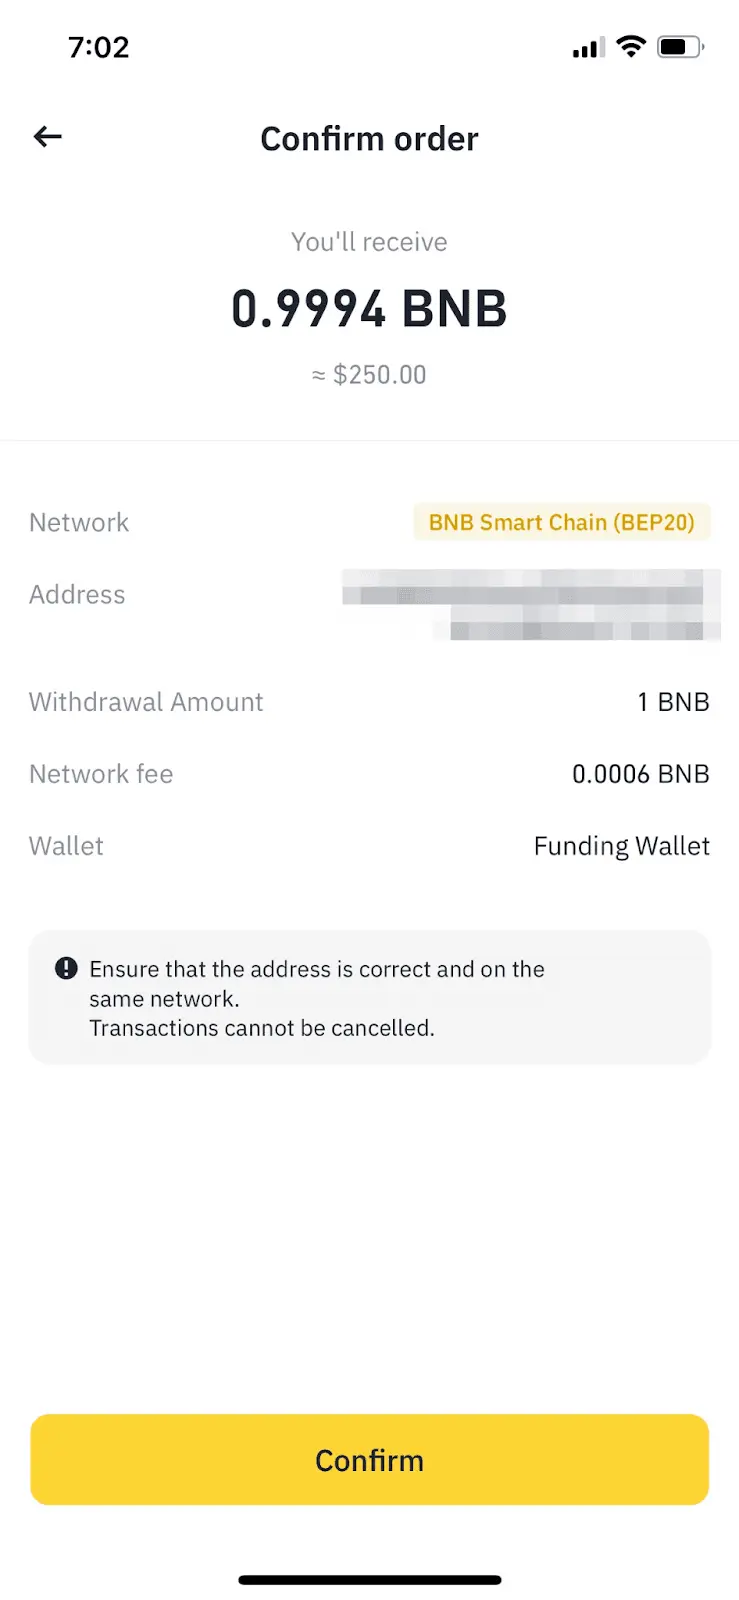 7:02
Confirm order
You'll receive
0.9994 BNB
≈ $250.00
Network
BNB Smart Chain (BEP20)
Address
Withdrawal Amount
1 BNB
Network fee
0.0006 BNB
Wallet
Funding Wallet
Ensure that the address is correct and on the
same network.
Transactions cannot be cancelled.
Confirm